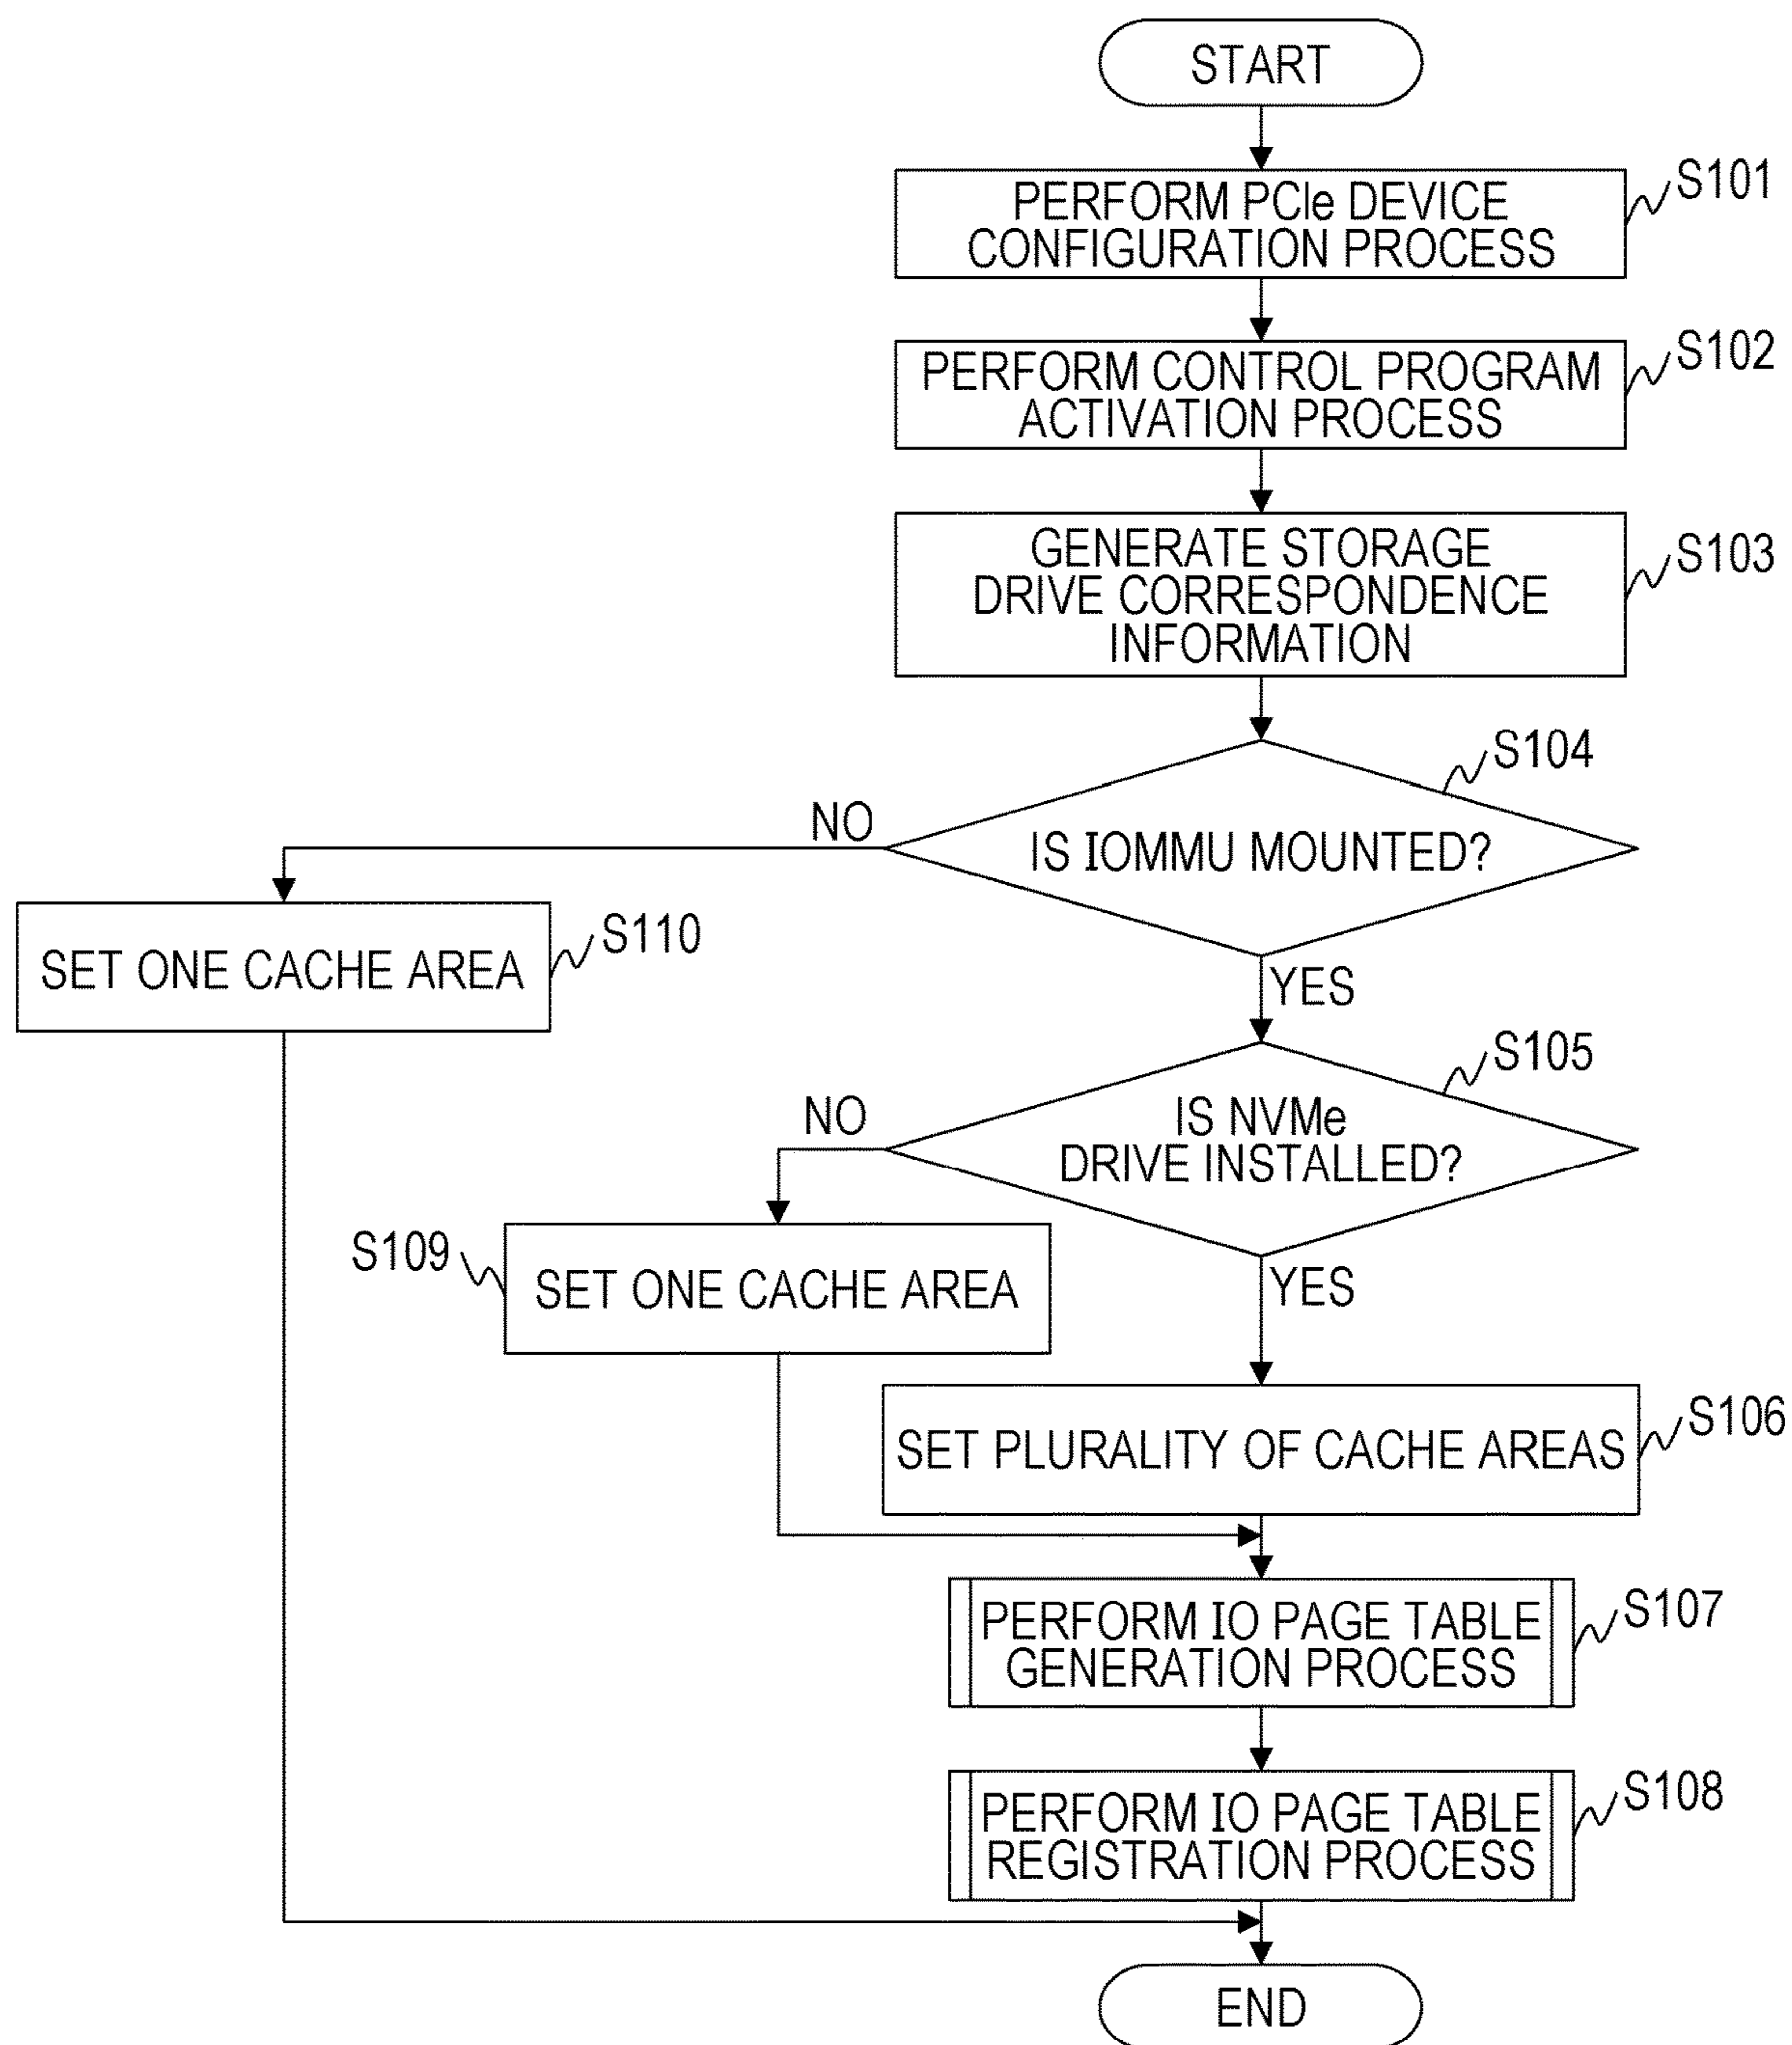 START
PERFORM PCIe DEVICE
CONFIGURATION PROCESS
S101
PERFORM CONTROL PROGRAM
ACTIVATION PROCESS
S102
GENERATE STORAGE
DRIVE CORRESPONDENCE
INFORMATION
S103
S104
NO
IS IOMMU MOUNTED?
S110
SET ONE CACHE AREA
YES
S105
NO
IS NVMe
DRIVE INSTALLED?
S109
SET ONE CACHE AREA
YES
S106
SET PLURALITY OF CACHE AREAS
PERFORM IO PAGE TABLE
GENERATION PROCESS
S107
PERFORM IO PAGE TABLE
REGISTRATION PROCESS
S108
END